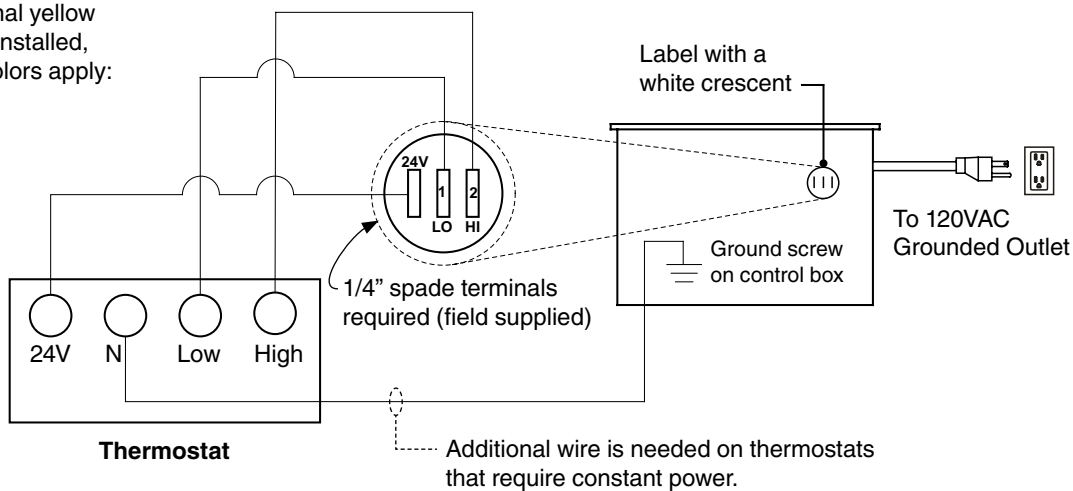 nal yellow
nstalled,
olors apply:
Label with a
white crescent
24V
1
2
LO HI
To 120VAC
Grounded Outlet
Ground screw
on control box
1/4” spade terminals
required (field supplied)
24V N Low High
Thermostat
Additional wire is needed on thermostats
that require constant power.